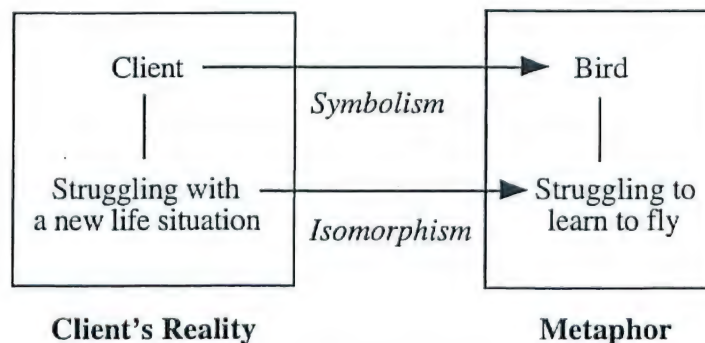 Client
Symbolism
Bird
Struggling with
a new life situation
Isomorphism
Struggling to
learn to fly
Client's Reality
Metaphor